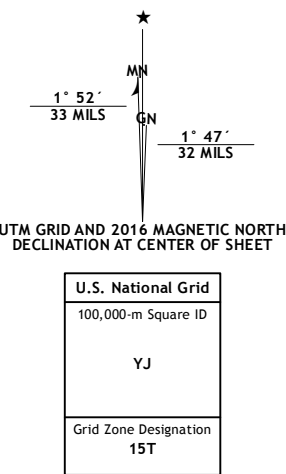 MN
1° 52´
33 MILS
GN
1° 47´
32 MILS
UTM GRID AND 2016 MAGNETIC NORTH
DECLINATION AT CENTER OF SHEET
U.S. National Grid
100,000-m Square ID
YJ
Grid Zone Designation
15T